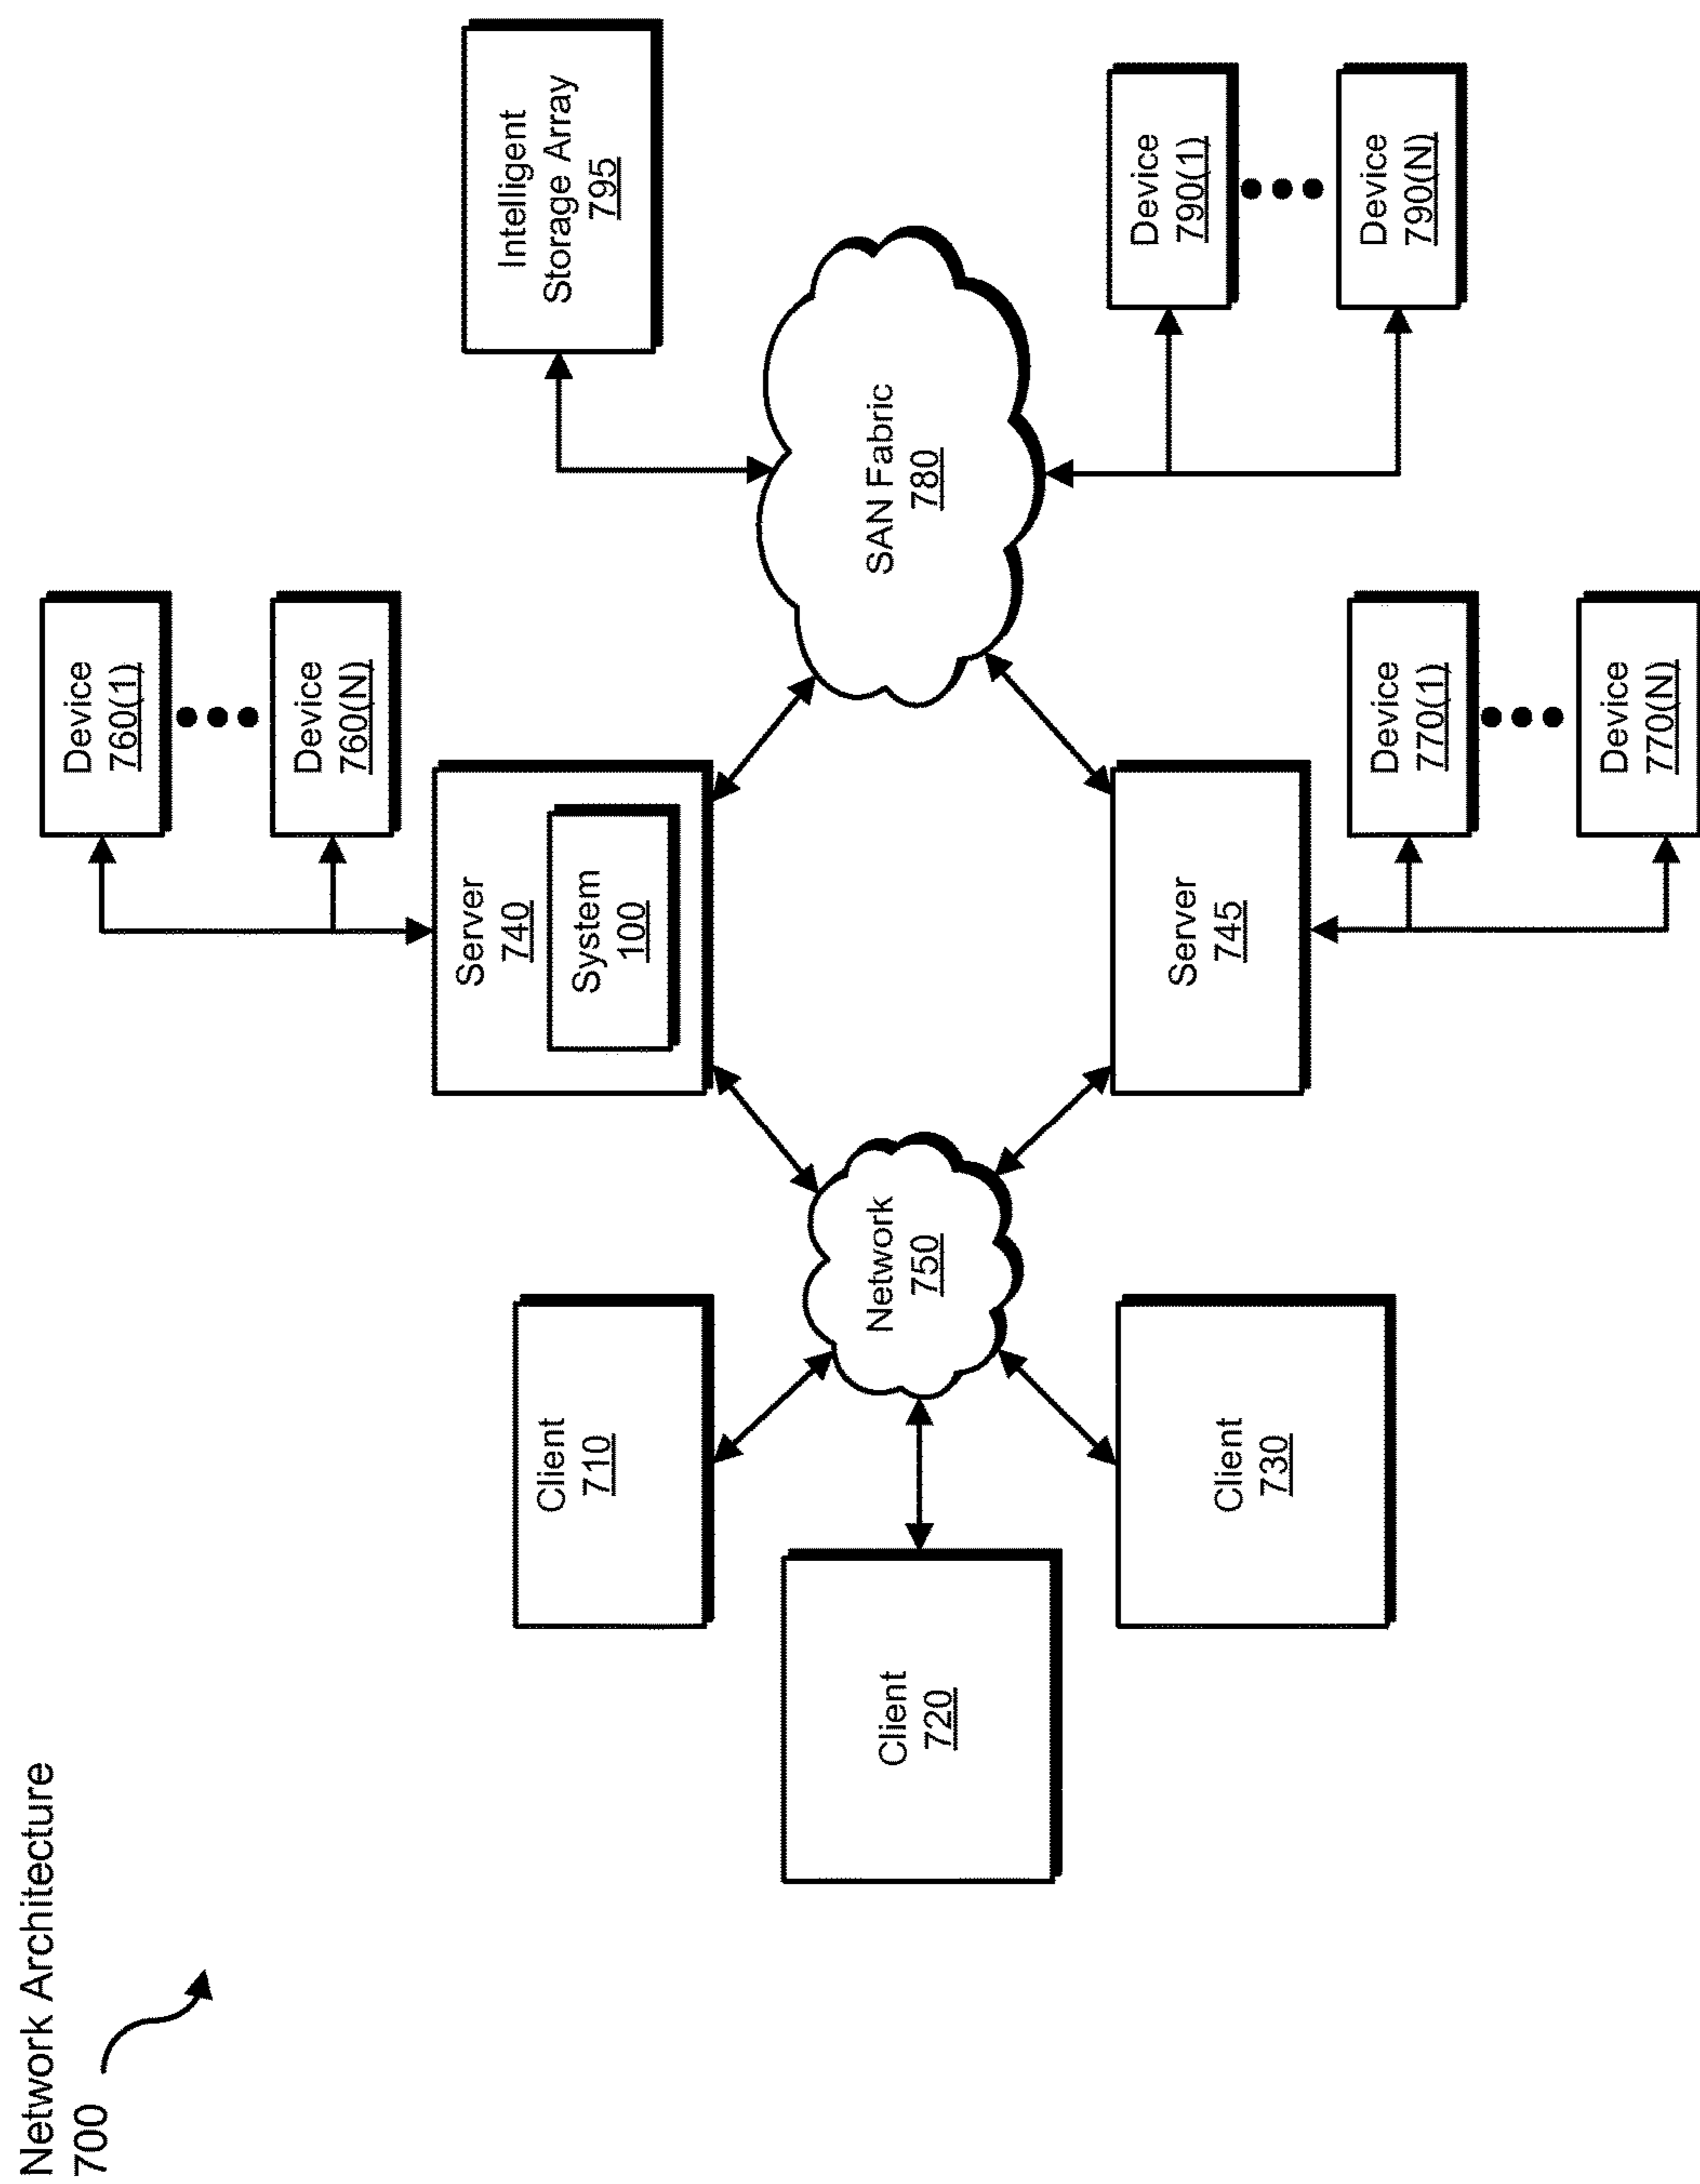 Network Architecture
700
Client
710
Client
720
Client
730
Network
750
Server
740
System
100
Server
745
Device
760(1)
Device
760(N)
Device
770(1)
Device
770(N)
SAN Fabric
780
Intelligent
Storage Array
795
Device
790(1)
Device
790(N)